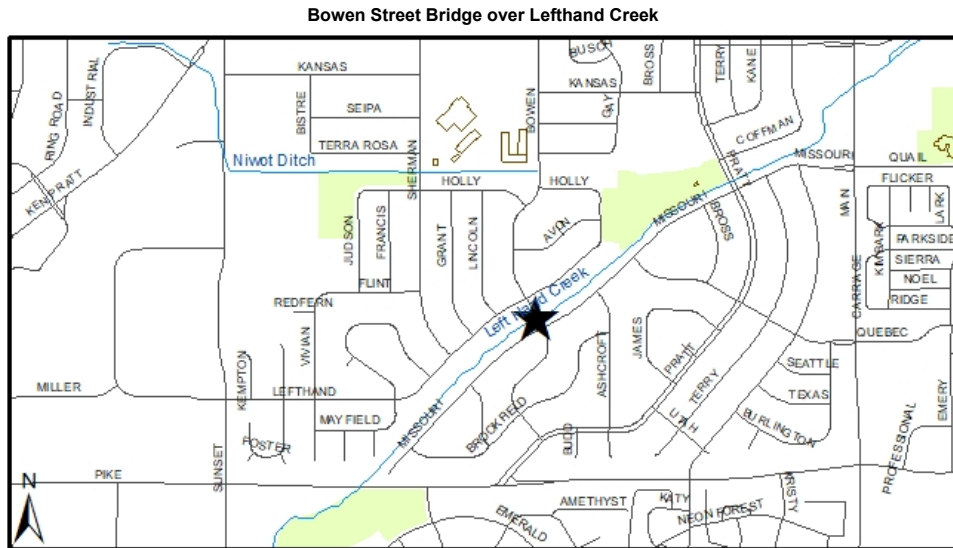 Bowen Street Bridge over Lefthand Creek
BUSCH
BROSS
TERRY
KANE
KANSAS
KANSAS
INDUSTRIAL
RING ROAD
BISTRE
SEIPA
GAY
BOWEN
COFFMAN
TERRA ROSA
Niwot Ditch
SHERMAN
PRATT
MISSOURI
QUAIL
KEN PRATT
HOLLY
HOLLY
FLICKER
MISSOURI
MAIN
LARK
JUDSON
FRANCIS
GRANT
LINCOLN
AVON
BROSS
KIMBARK
PARKSIDE
SIERRA
CARRIAGE
NOEL
FLINT
REDFERN
Left Hand Creek
RIDGE
VIVIAN
JAMES
QUEBEC
ASHCROFT
PRATT
SEATTLE
MILLER
KEMPTON
LEFTHAND
TERRY
TEXAS
EMERY
MAYFIELD
MISSOURI
BROOKFIELD
UTAH
BURLINGTON
PROFESSIONAL
FOSTER
BUDD
SUNSET
PIKE
KRISTY
N
AMETHYST
KATY
EMERALD
NEON FOREST